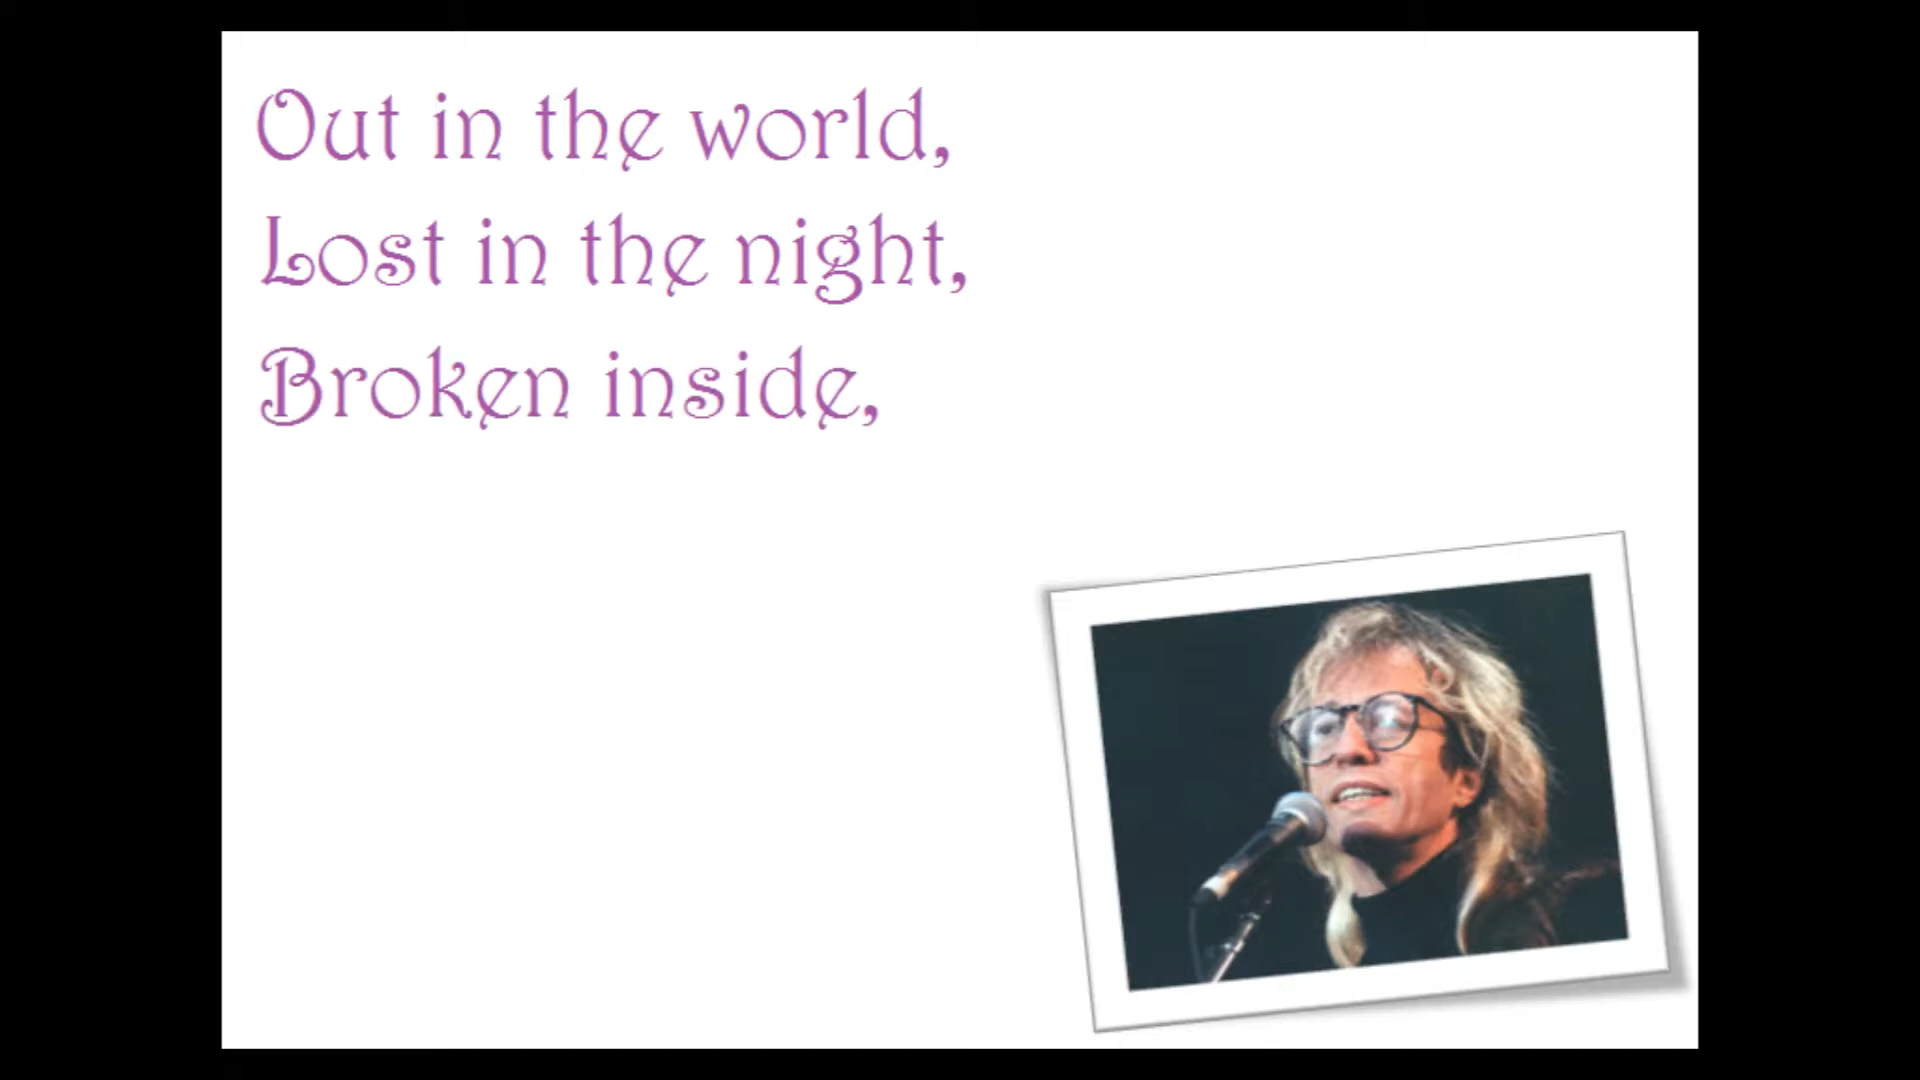 Out in the world,
Lost in the night,
Broken inside,